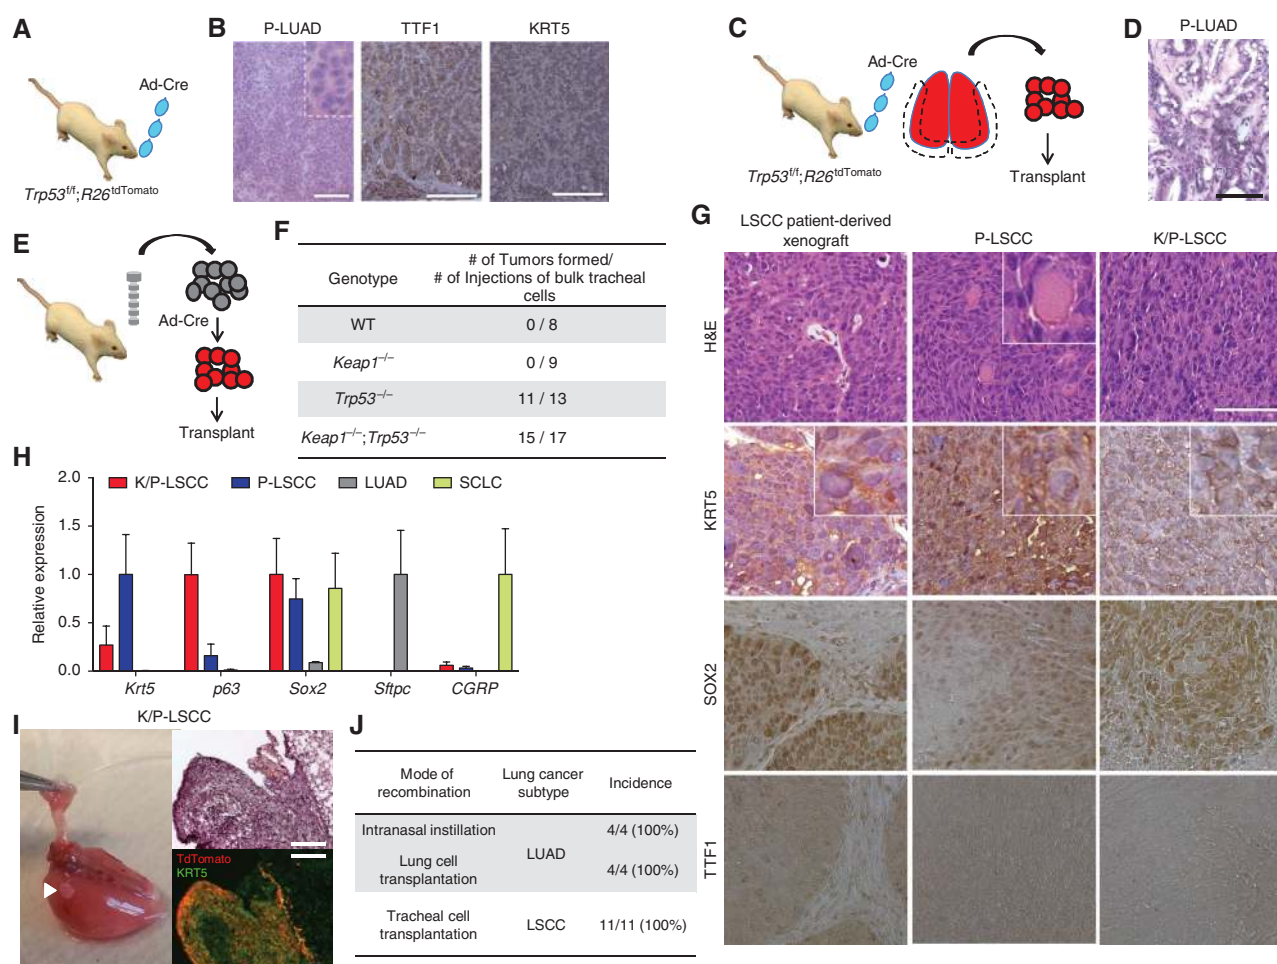 A
Ad-Cre
Trp53f/f;R26tdTomato
B
P-LUAD
TTF1
KRT5
C
Ad-Cre
Trp53f/f;R26tdTomato
Transplant
D
P-LUAD
E
Ad-Cre
Transplant
F
Genotype
# of Tumors formed/
# of Injections of bulk tracheal
cells
WT
0 / 8
Keap1–/–
0 / 9
Trp53–/–
11 / 13
Keap1–/–;Trp53–/–
15 / 17
G
LSCC patient-derived
xenograft
P-LSCC
K/P-LSCC
H&E
KRT5
SOX2
TTF1
H
Relative expression
2.0
1.5
1.0
0.5
0.0
K/P-LSCC
P-LSCC
LUAD
SCLC
Krt5
p63
Sox2
Sftpc
CGRP
I
K/P-LSCC
TdTomato
KRT5
J
Mode of
recombination
Lung cancer
subtype
Incidence
Intranasal instillation
4/4 (100%)
LUAD
Lung cell
transplantation
4/4 (100%)
Tracheal cell
transplantation
LSCC
11/11 (100%)